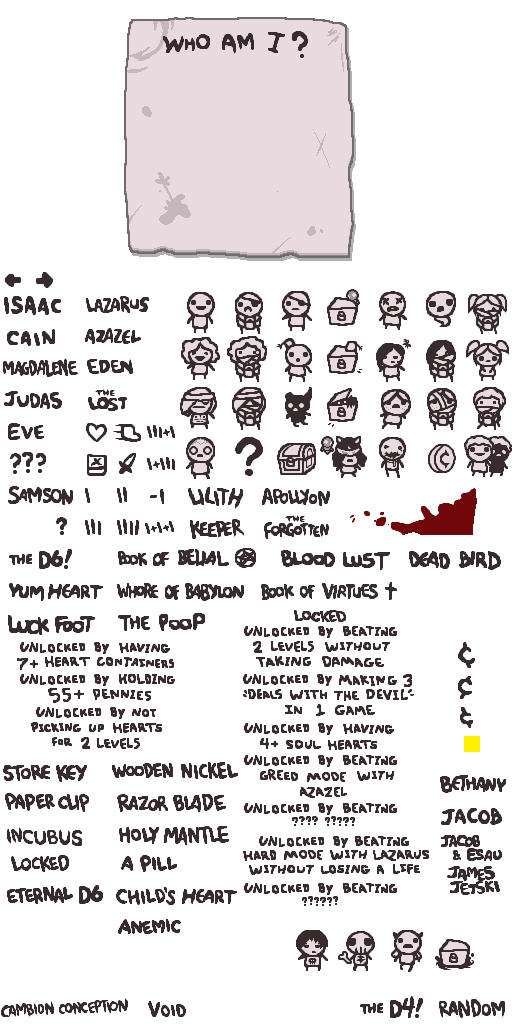 WHO AM I?
ISAAC LAZARUS
CAIN AZAZEL
MAGDALENE EDEN
JUDAS THE LOST
EVE
???
?
SAMSON LILITH APOLLYON
? KEEPER THE FORGOTTEN
THE D6! BOOK OF BELIAL BLOOD LUST DEAD BIRD
YUM HEART WHORE OF BABYLON BOOK OF VIRTUES
LUCK FOOT THE POOP
UNLOCKED BY HAVING
7+ HEART CONTAINERS
UNLOCKED BY HOLDING
55+ PENNIES
UNLOCKED BY NOT
PICKING UP HEARTS
FOR 2 LEVELS
LOCKED
UNLOCKED BY BEATING
2 LEVELS WITHOUT
TAKING DAMAGE
UNLOCKED BY MAKING 3
"DEALS WITH THE DEVIL"
IN 1 GAME
UNLOCKED BY HAVING
4+ SOUL HEARTS
UNLOCKED BY BEATING
GREED MODE WITH
AZAZEL
UNLOCKED BY BEATING
???? ?????
UNLOCKED BY BEATING
HARD MODE WITH LAZARUS
WITHOUT LOSING A LIFE
UNLOCKED BY BEATING
??????
¢
¢
¢
STORE KEY WOODEN NICKEL
PAPER CLIP RAZOR BLADE
INCUBUS HOLY MANTLE
LOCKED A PILL
ETERNAL D6 CHILD'S HEART
ANEMIC
BETHANY
JACOB
JACOB
& ESAU
JAMES
JETSKI
CAMBION CONCEPTION VOID THE D4! RANDOM